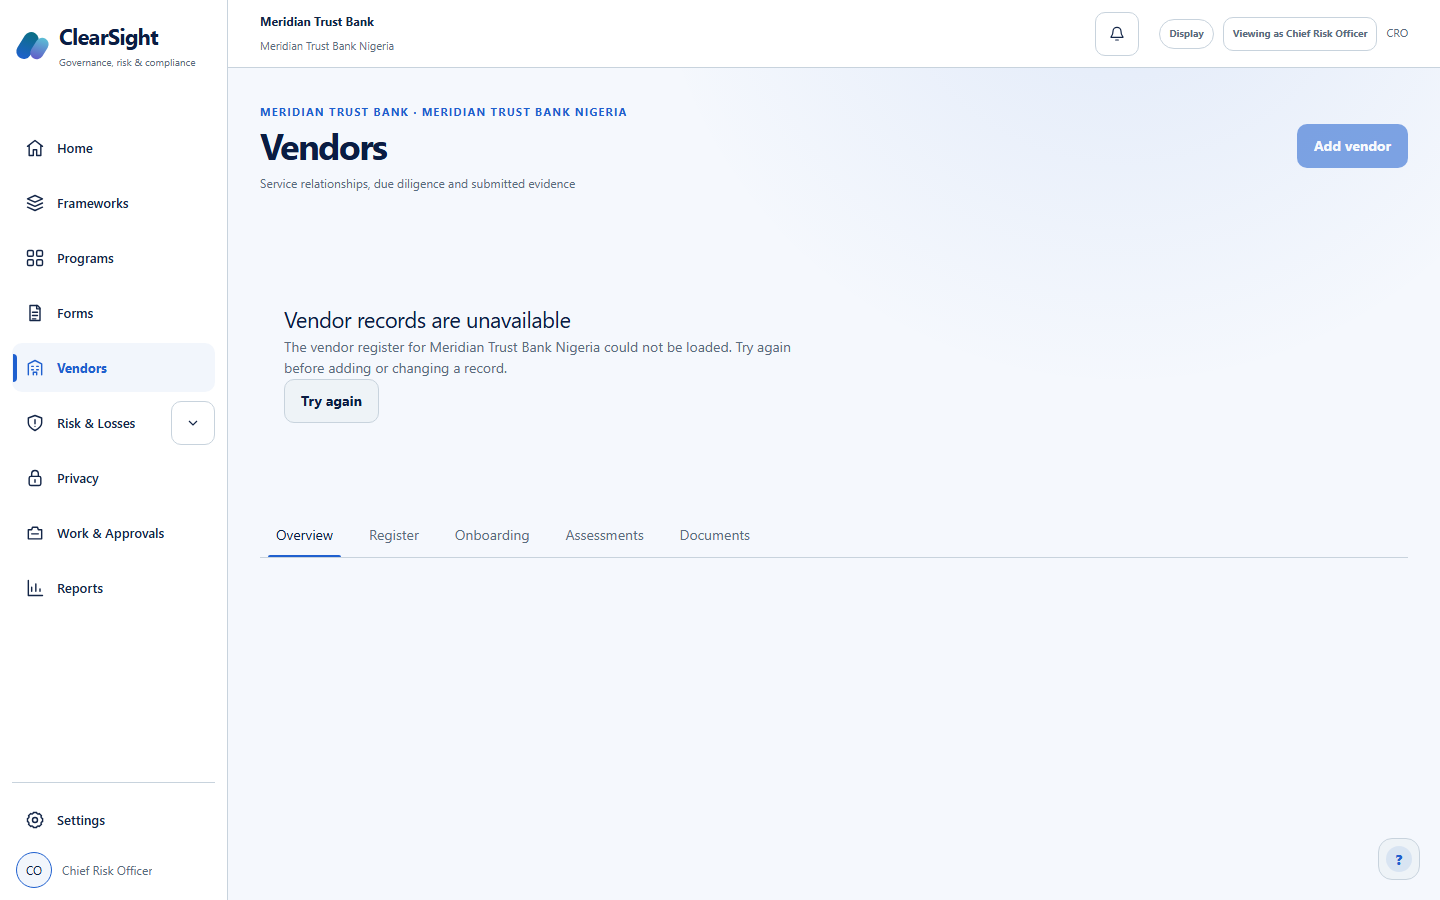 ClearSight
Governance, risk & compliance
Home
Frameworks
Programs
Forms
Vendors
Risk & Losses
Privacy
Work & Approvals
Reports
Settings
CO
Chief Risk Officer
Meridian Trust Bank
Meridian Trust Bank Nigeria
Display
Viewing as Chief Risk Officer
CRO
MERIDIAN TRUST BANK · MERIDIAN TRUST BANK NIGERIA
Vendors
Service relationships, due diligence and submitted evidence
Add vendor
Vendor records are unavailable
The vendor register for Meridian Trust Bank Nigeria could not be loaded. Try again
before adding or changing a record.
Try again
Overview
Register
Onboarding
Assessments
Documents
?